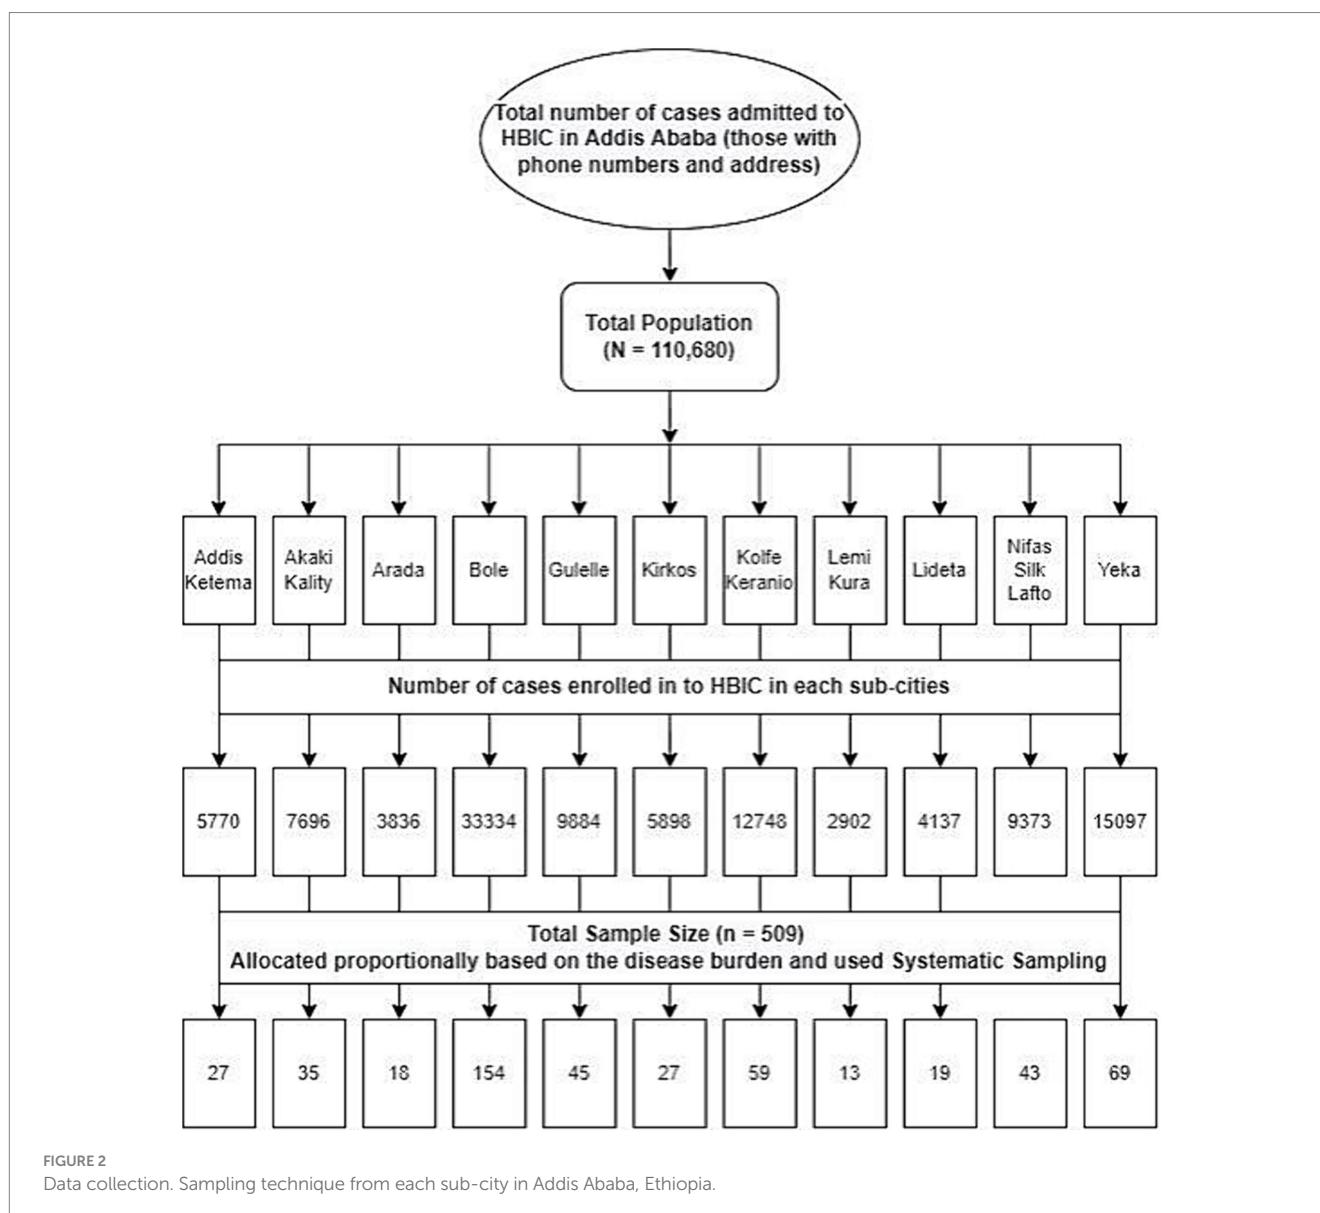 Total number of cases admitted to
HBIC in Addis Ababa (those with
phone numbers and address)
Total Population
(N = 110,680)
Addis
Ketema
Akaki
Kality
Arada
Bole
Gulelle
Kirkos
Kolfe
Keranio
Lemi
Kura
Lideta
Nifas
Silk
Lafto
Yeka
Number of cases enrolled in to HBIC in each sub-cities
5770
7696
3836
33334
9884
5898
12748
2902
4137
9373
15097
Total Sample Size (n = 509)
Allocated proportionally based on the disease burden and used Systematic Sampling
27
35
18
154
45
27
59
13
19
43
69
FIGURE 2
Data collection. Sampling technique from each sub-city in Addis Ababa, Ethiopia.